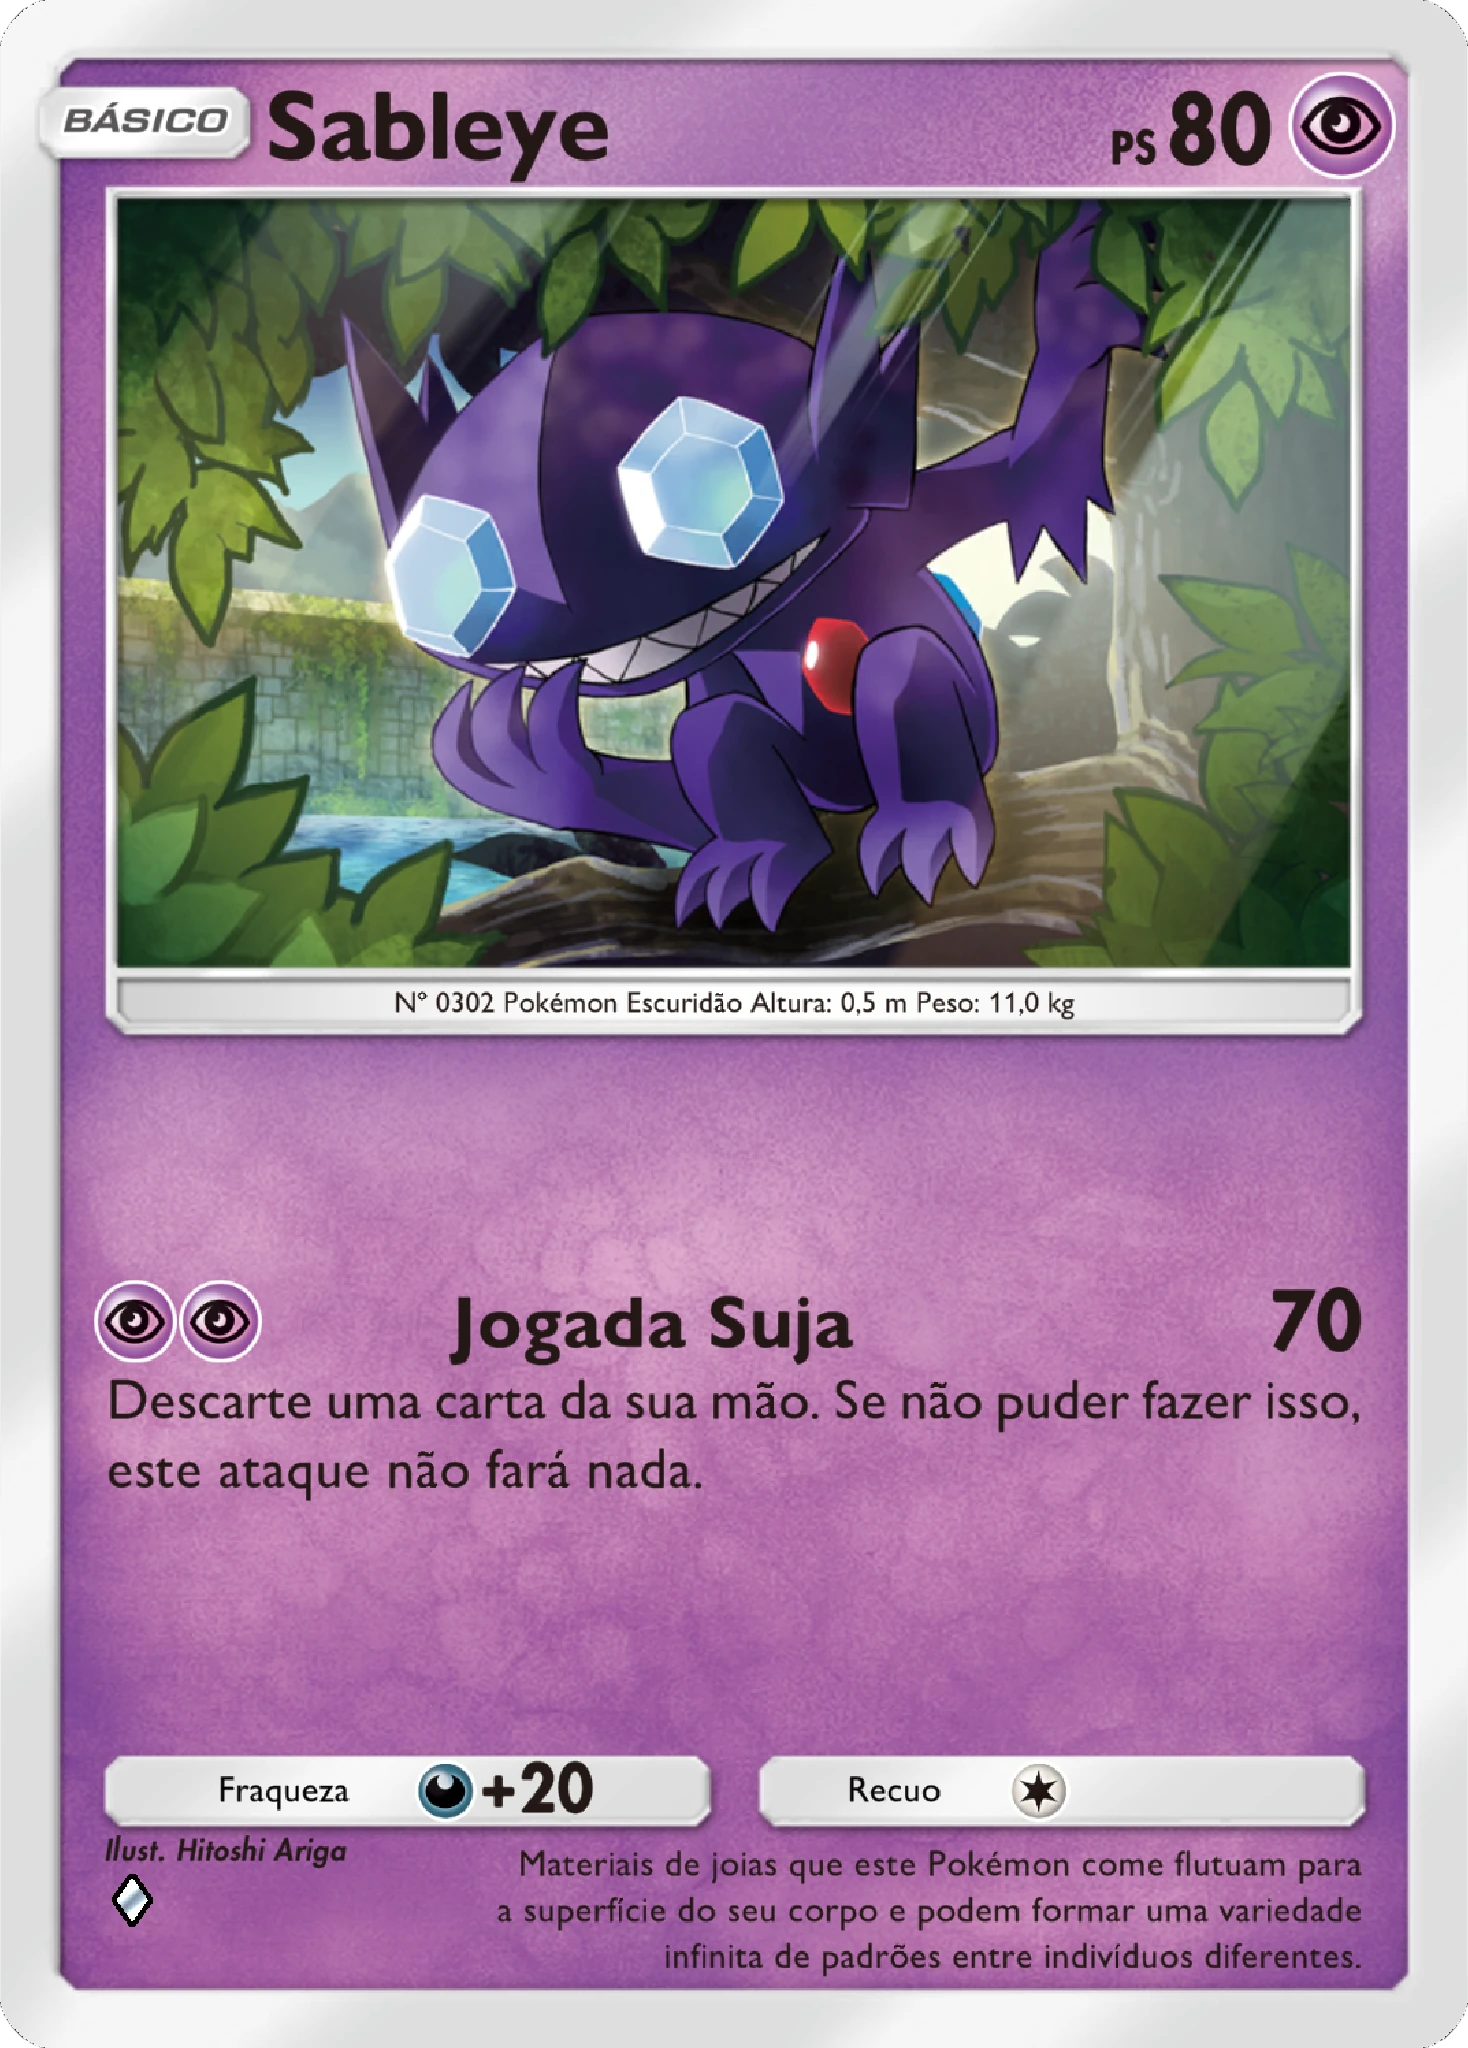 BÁSICO
Sableye
PS 80
Nº 0302 Pokémon Escuridão Altura: 0,5 m Peso: 11,0 kg
Jogada Suja 70
Descarte uma carta da sua mão. Se não puder fazer isso,
este ataque não fará nada.
Fraqueza +20
Recuo
Ilust. Hitoshi Ariga
Materiais de joias que este Pokémon come flutuam para
a superfície do seu corpo e podem formar uma variedade
infinita de padrões entre indivíduos diferentes.